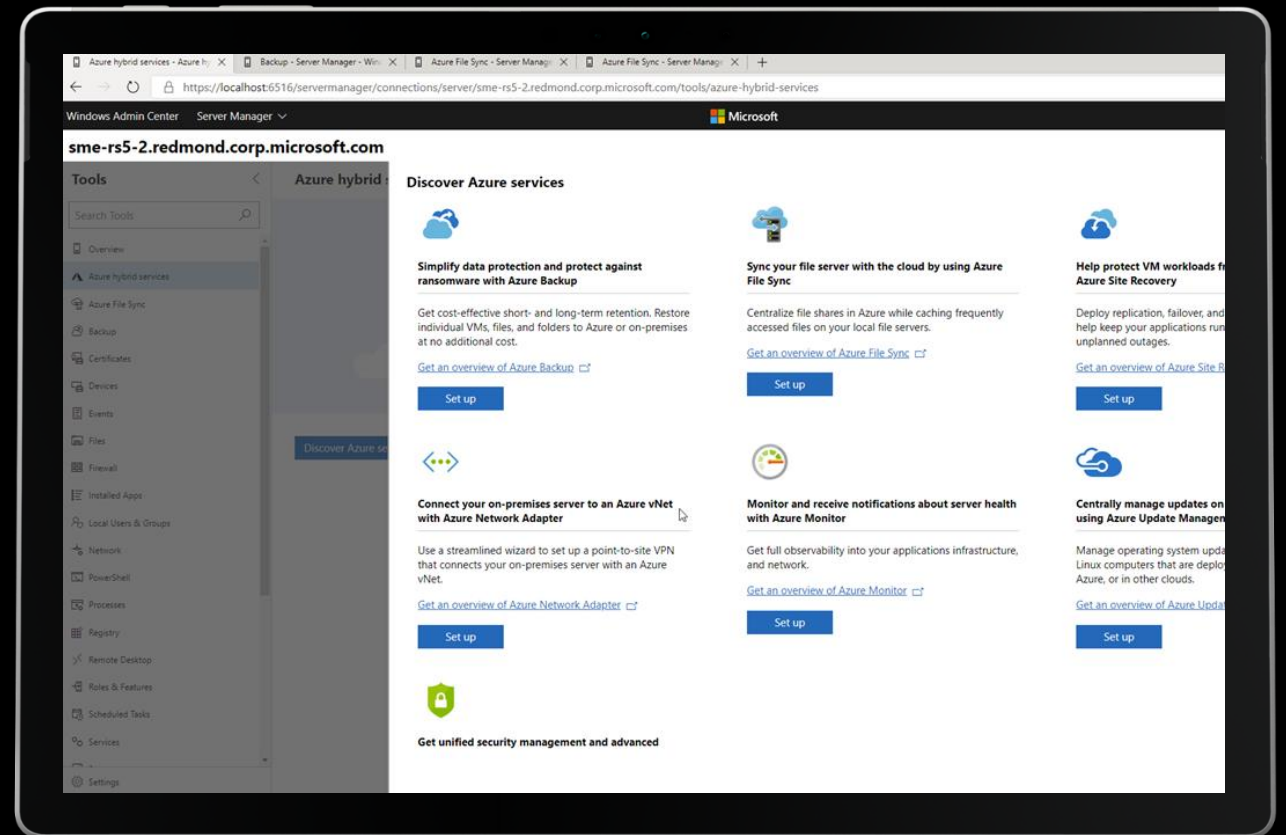 Azure hybrid services - Azure hy
Backup - Server Manager - Win
Azure File Sync - Server Manage
Azure File Sync - Server Manage
https://localhost:6516/servermanager/connections/server/sme-rs5-2.redmond.corp.microsoft.com/tools/azure-hybrid-services
Windows Admin Center Server Manager
Microsoft
sme-rs5-2.redmond.corp.microsoft.com
Tools
Search Tools
Overview
Azure hybrid services
Azure File Sync
Backup
Certificates
Devices
Events
Files
Firewall
Installed Apps
Local Users & Groups
Network
PowerShell
Processes
Registry
Remote Desktop
Roles & Features
Scheduled Tasks
Services
Settings
Azure hybrid s
Discover Azure se
Discover Azure services
Simplify data protection and protect against
ransomware with Azure Backup
Get cost-effective short- and long-term retention. Restore
individual VMs, files, and folders to Azure or on-premises
at no additional cost.
Get an overview of Azure Backup
Set up
Sync your file server with the cloud by using Azure
File Sync
Centralize file shares in Azure while caching frequently
accessed files on your local file servers.
Get an overview of Azure File Sync
Set up
Help protect VM workloads fr
Azure Site Recovery
Deploy replication, failover, and
help keep your applications run
unplanned outages.
Get an overview of Azure Site R
Set up
Connect your on-premises server to an Azure vNet
with Azure Network Adapter
Use a streamlined wizard to set up a point-to-site VPN
that connects your on-premises server with an Azure
vNet.
Get an overview of Azure Network Adapter
Set up
Monitor and receive notifications about server health
with Azure Monitor
Get full observability into your applications infrastructure,
and network.
Get an overview of Azure Monitor
Set up
Centrally manage updates on
using Azure Update Managem
Manage operating system upda
Linux computers that are deplo
Azure, or in other clouds.
Get an overview of Azure Updat
Set up
Get unified security management and advanced